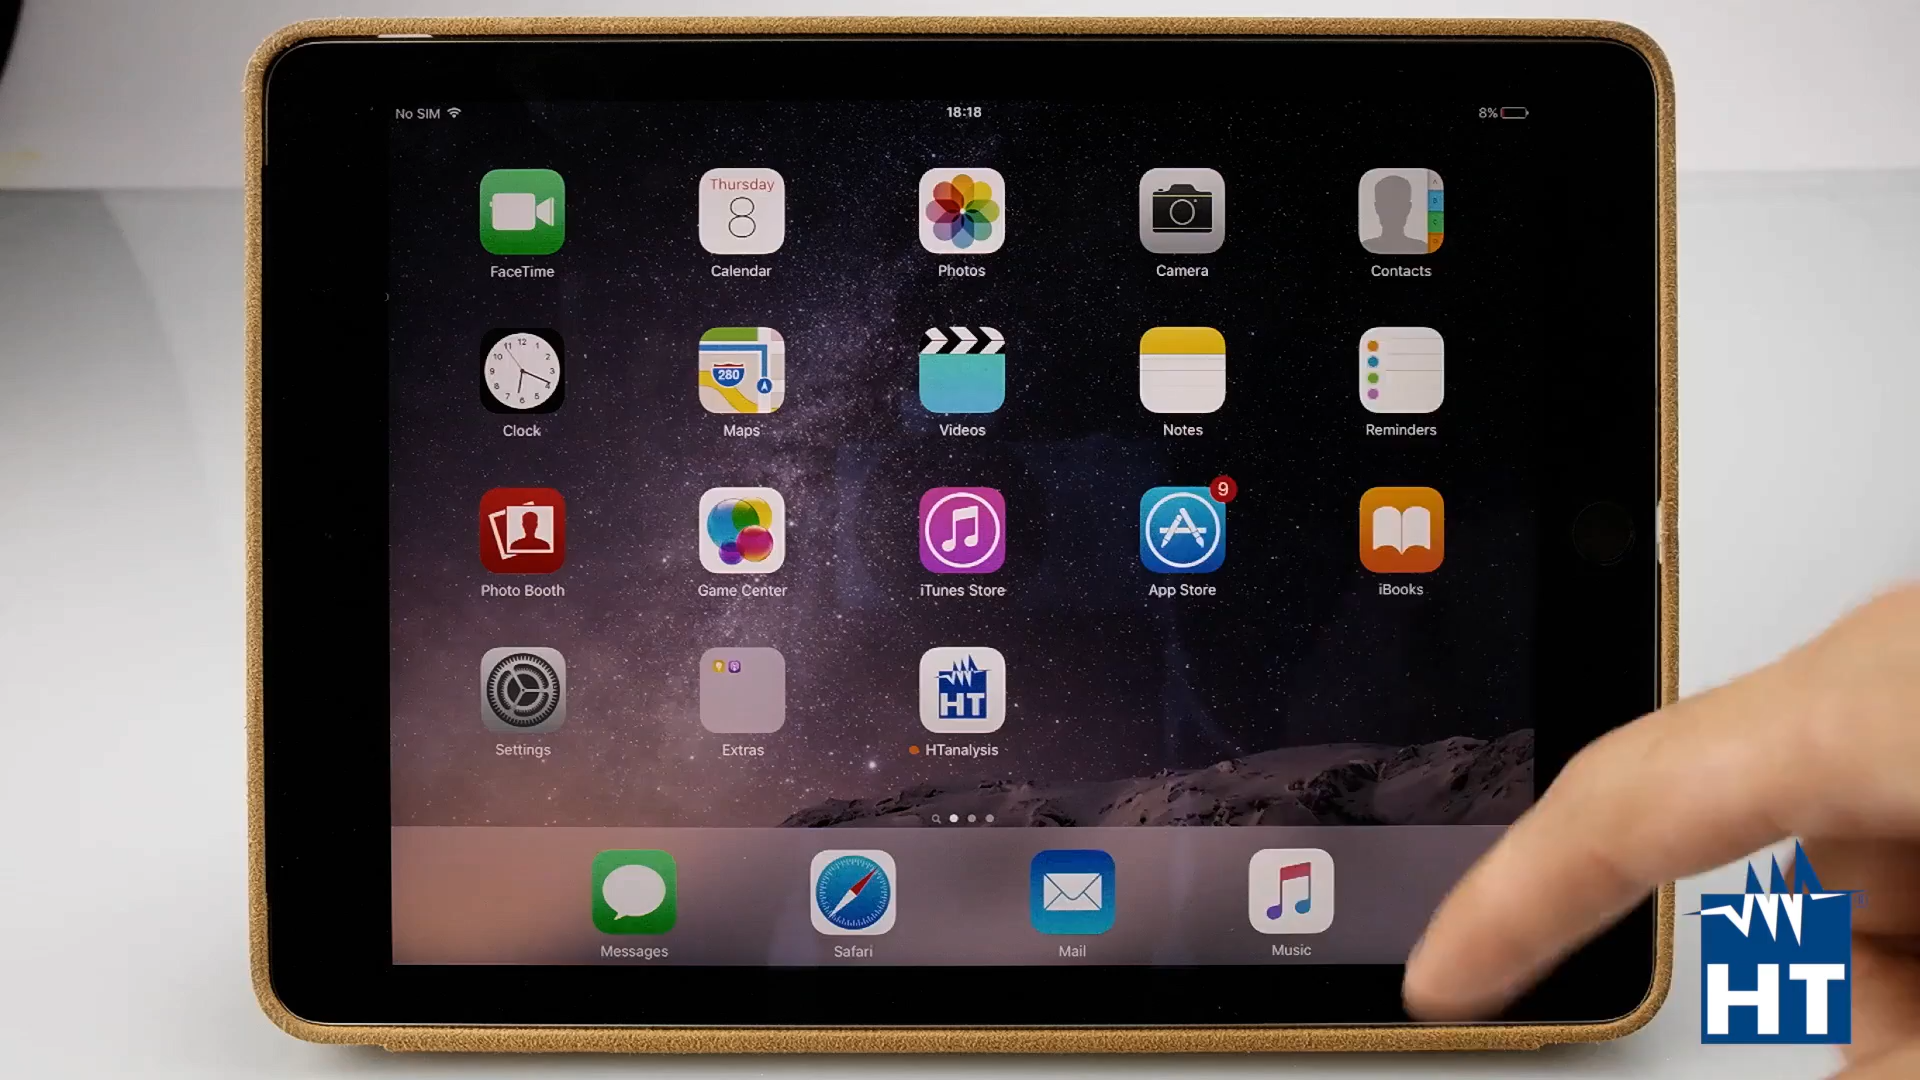 No SIM 18:18 8%
Thursday
8
FaceTime Calendar Photos Camera Contacts
280
Clock Maps Videos Notes Reminders
9
Photo Booth Game Center iTunes Store App Store iBooks
HT
Settings Extras HTanalysis
Messages Safari Mail Music
HT